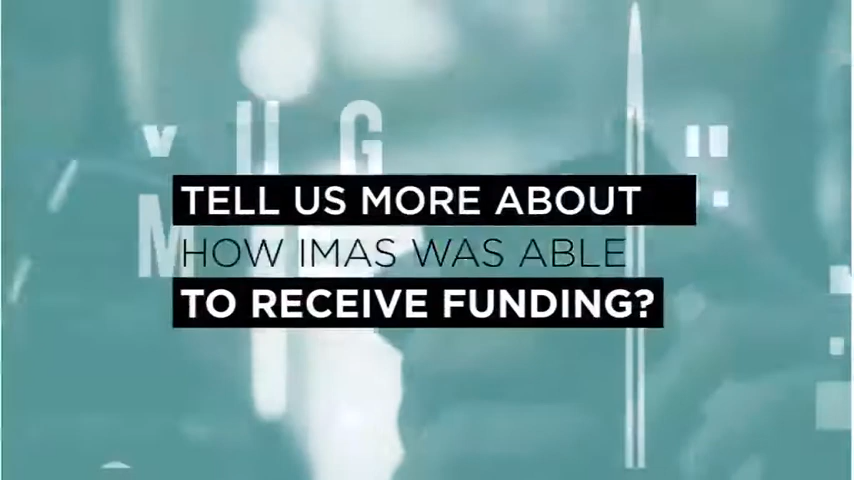 TELL US MORE ABOUT
HOW IMAS WAS ABLE
TO RECEIVE FUNDING?